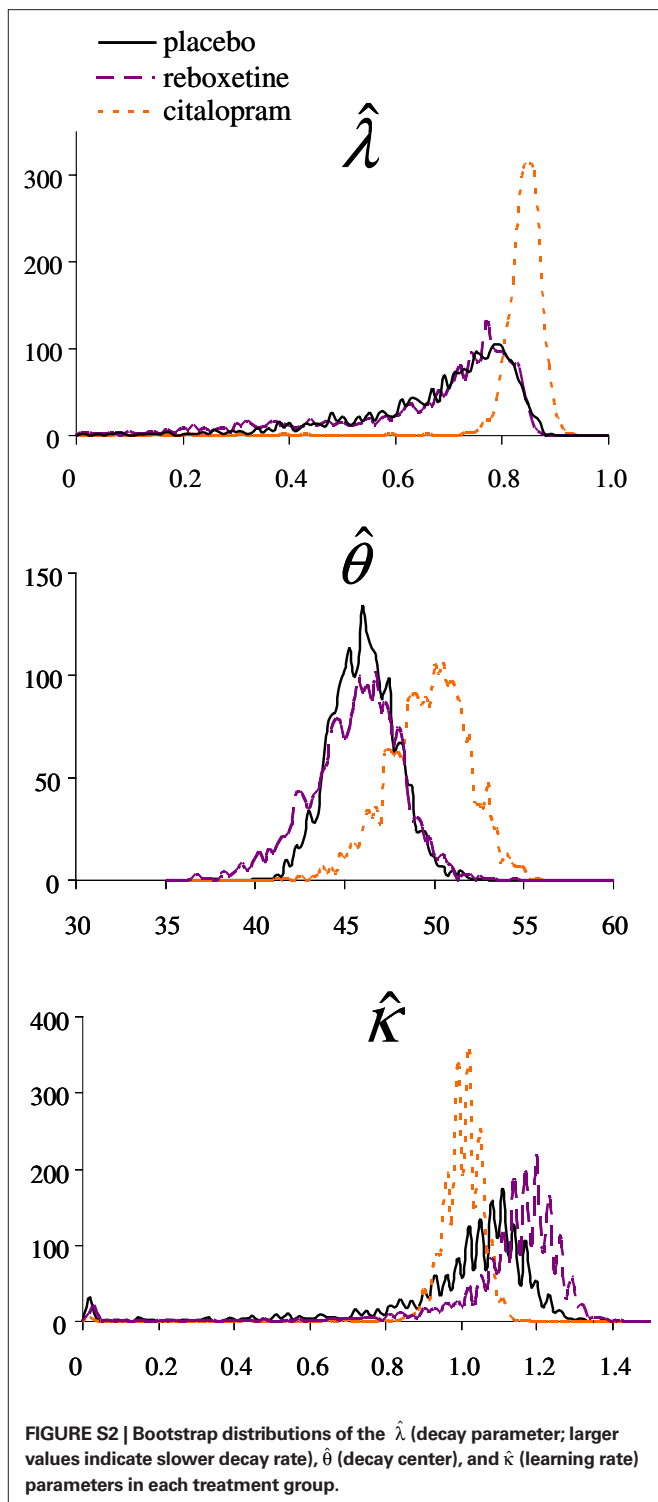 placebo
reboxetine
citalopram
λ̂
300
200
100
0
0 0.2 0.4 0.6 0.8 1.0
θ̂
150
100
50
0
30 35 40 45 50 55 60
κ̂
400
300
200
100
0
0 0.2 0.4 0.6 0.8 1.0 1.2 1.4
FIGURE S2 | Bootstrap distributions of the λ̂ (decay parameter; larger
values indicate slower decay rate), θ̂ (decay center), and κ̂ (learning rate)
parameters in each treatment group.